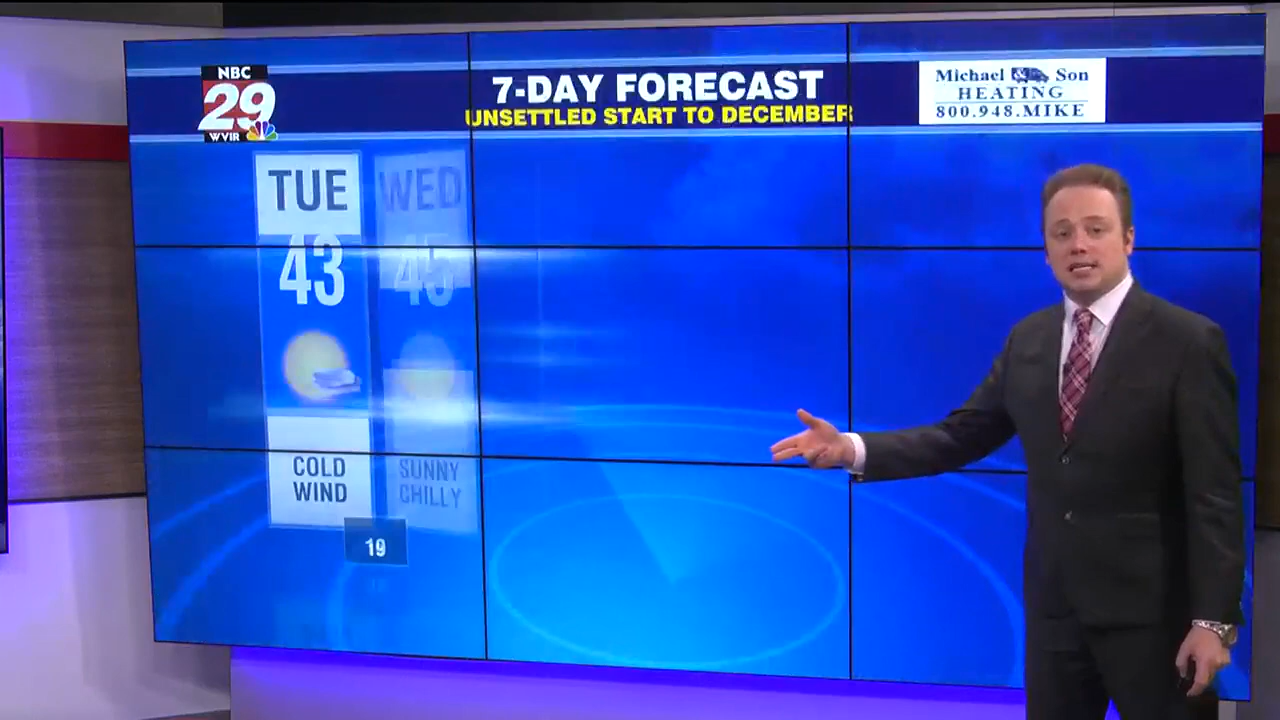 NBC
29
WVIR
7-DAY FORECAST
UNSETTLED START TO DECEMBER
Michael Son
HEATING
800.948.MIKE
TUE
43
COLD
WIND
WED
45
SUNNY
CHILLY
19